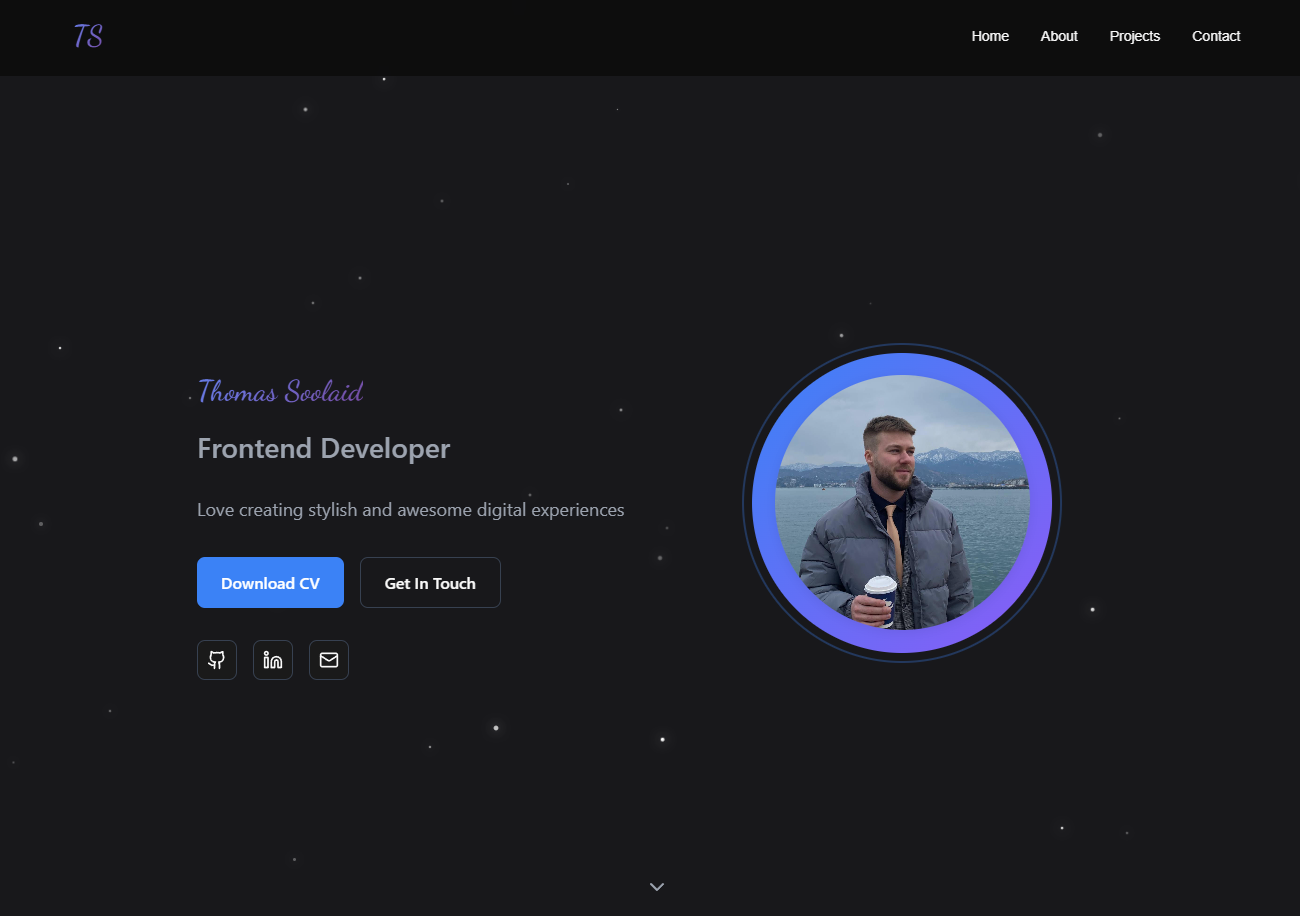 TS
Home About Projects Contact
Thomas Soolaid
Frontend Developer
Love creating stylish and awesome digital experiences
Download CV Get In Touch
in